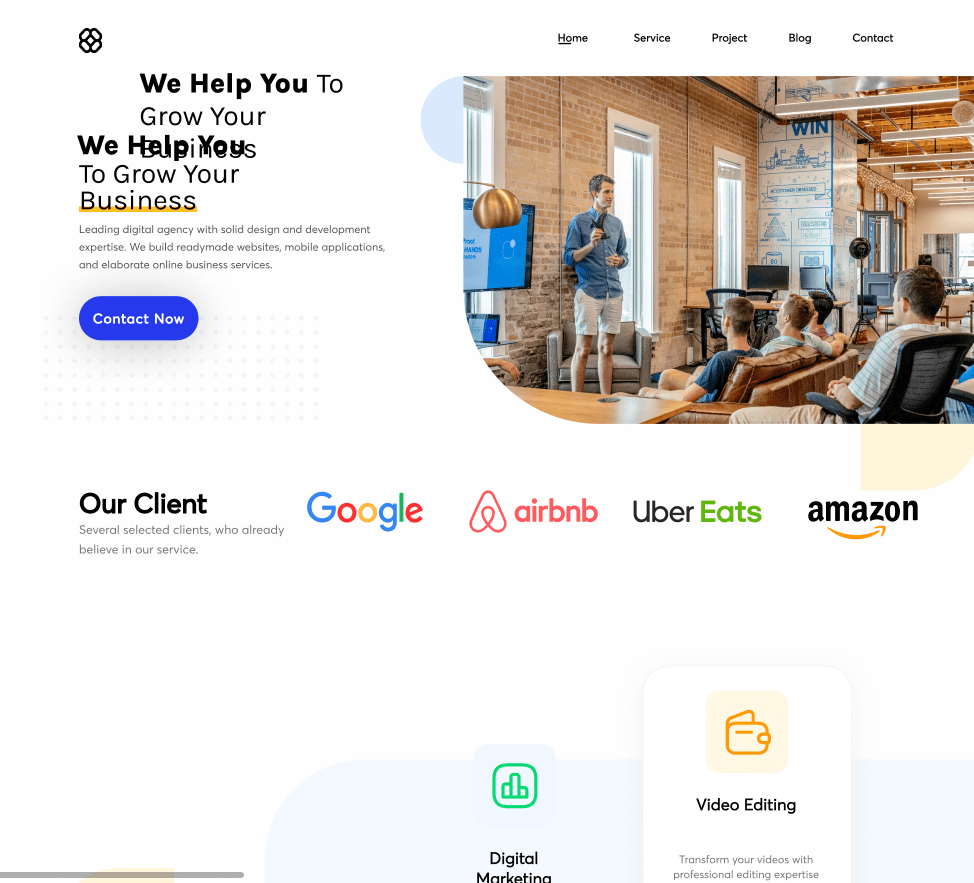 Home
Service
Project
Blog
Contact
We Help You To
Grow Your
Business
We Help You
To Grow Your
Business
WIN
Leading digital agency with solid design and development
expertise. We build readymade websites, mobile applications,
and elaborate online business services.
Contact Now
Our Client
Several selected clients, who already
believe in our service.
Google
airbnb
Uber Eats
amazon
Video Editing
Digital
Marketing
Transform your videos with
professional editing expertise